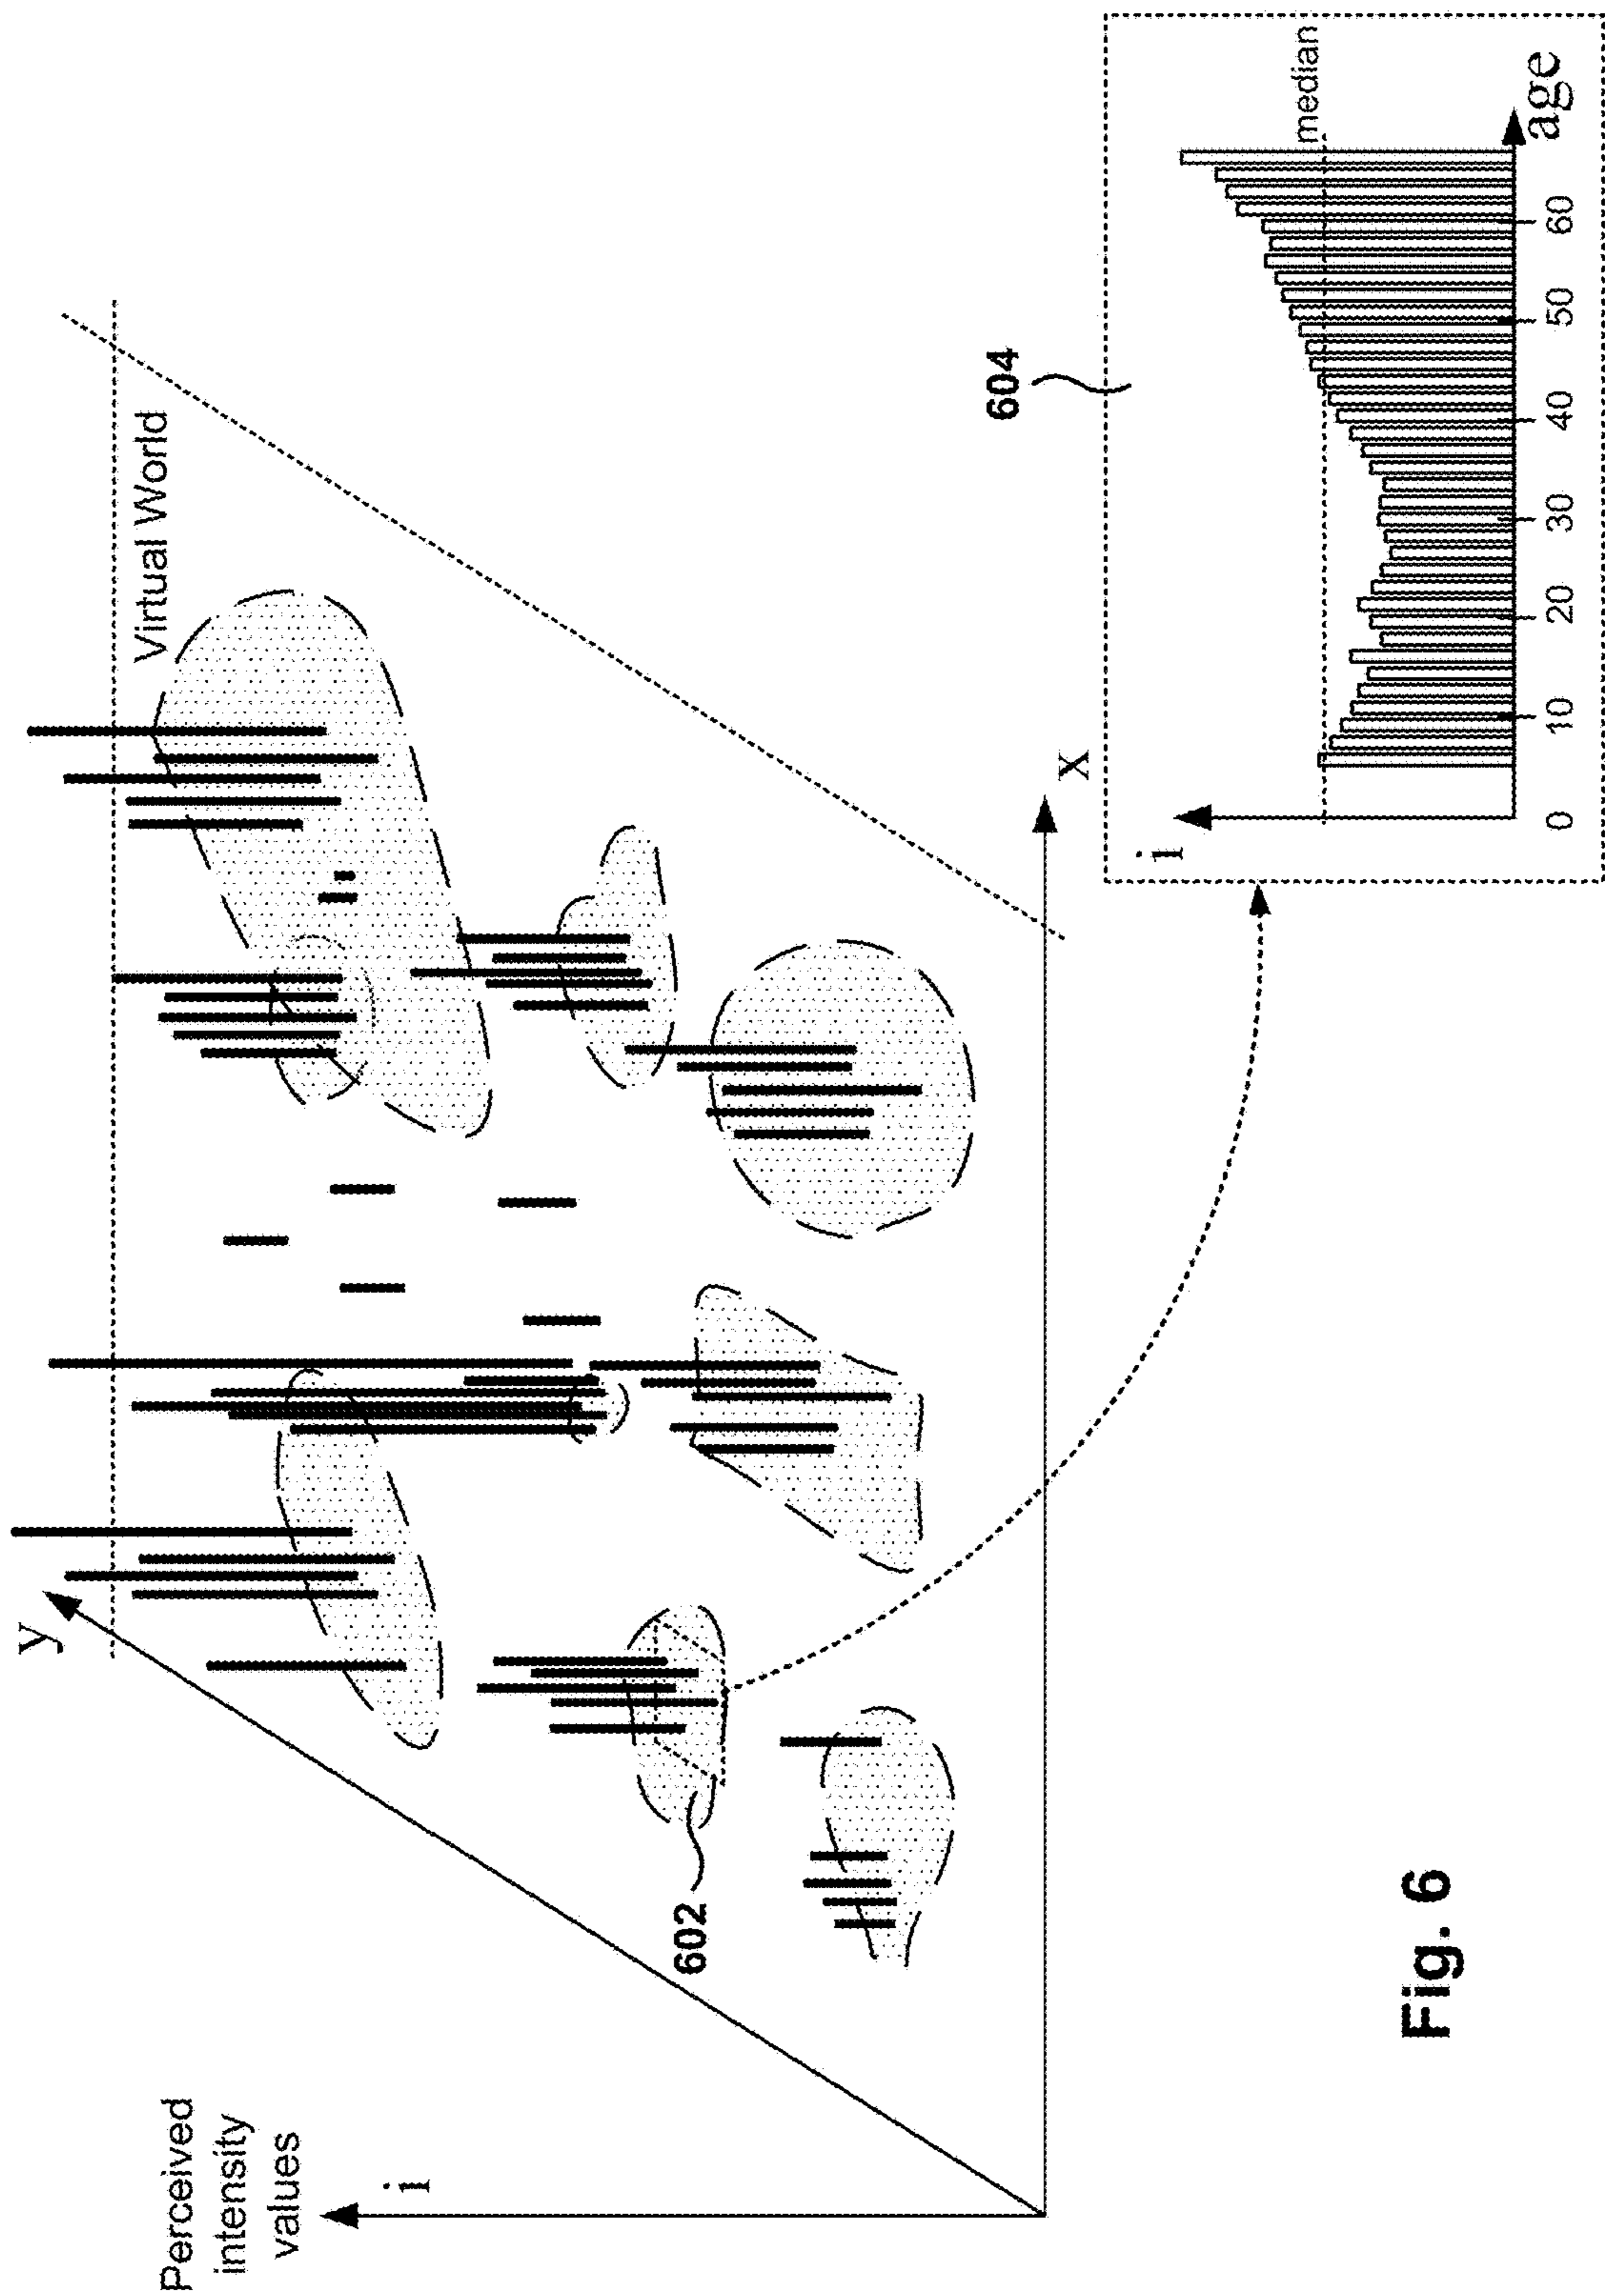 Perceived
intensity
values
i
y
Virtual World
x
602
604
i
median
0 10 20 30 40 50 60
age
Fig. 6